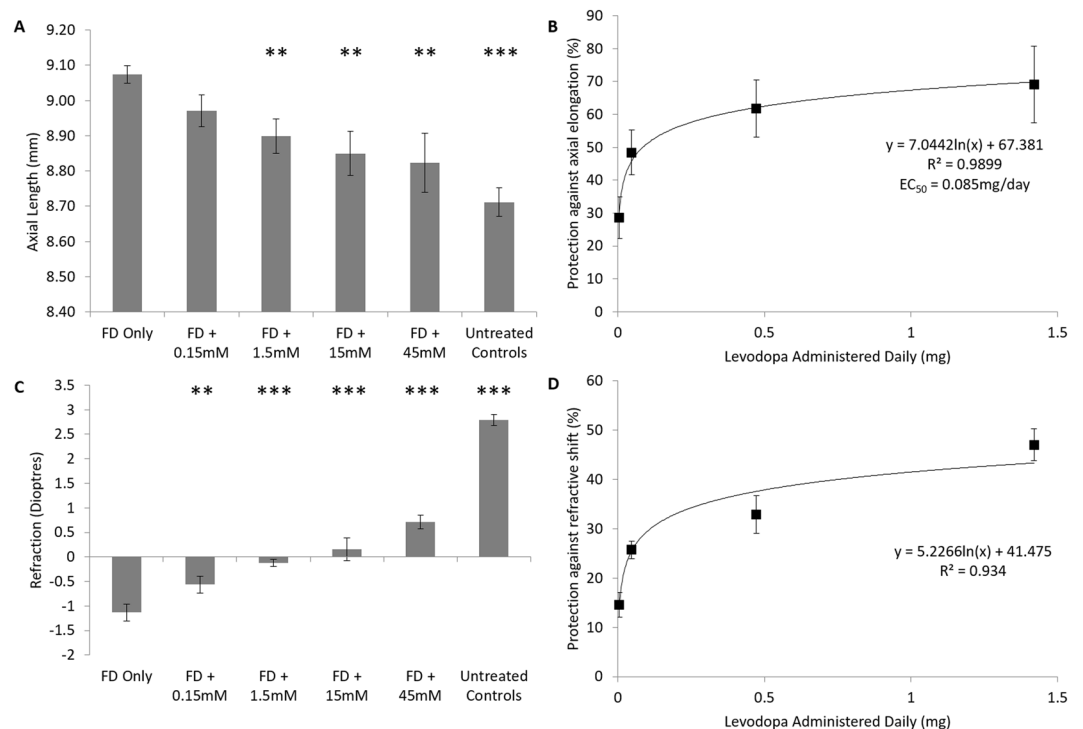 A
9.20
9.10
9.00
8.90
8.80
8.70
8.60
8.50
8.40
Axial Length (mm)
** ** ** ***
FD Only
FD +
0.15mM
FD +
1.5mM
FD +
15mM
FD +
45mM
Untreated
Controls
B
90
80
70
60
50
40
30
20
10
0
Protection against axial elongation (%)
y = 7.0442ln(x) + 67.381
R² = 0.9899
EC50 = 0.085mg/day
0 0.5 1 1.5
Levodopa Administered Daily (mg)
C
3.5
3
2.5
2
1.5
1
0.5
0
-0.5
-1
-1.5
-2
Refraction (Dioptres)
** *** *** *** ***
FD Only
FD +
0.15mM
FD +
1.5mM
FD +
15mM
FD +
45mM
Untreated
Controls
D
60
50
40
30
20
10
0
Protection against refractive shift (%)
y = 5.2266ln(x) + 41.475
R² = 0.934
0 0.5 1 1.5
Levodopa Administered Daily (mg)